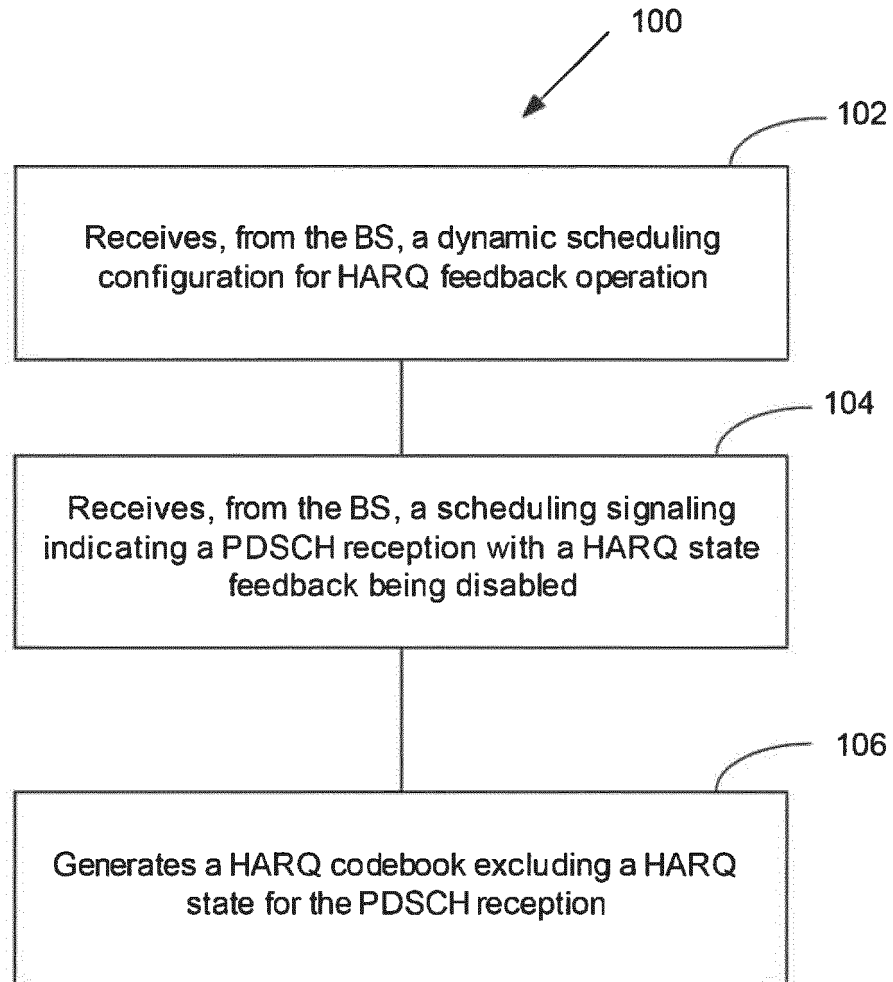 100
102
Receives, from the BS, a dynamic scheduling
configuration for HARQ feedback operation
104
Receives, from the BS, a scheduling signaling
indicating a PDSCH reception with a HARQ state
feedback being disabled
106
Generates a HARQ codebook excluding a HARQ
state for the PDSCH reception